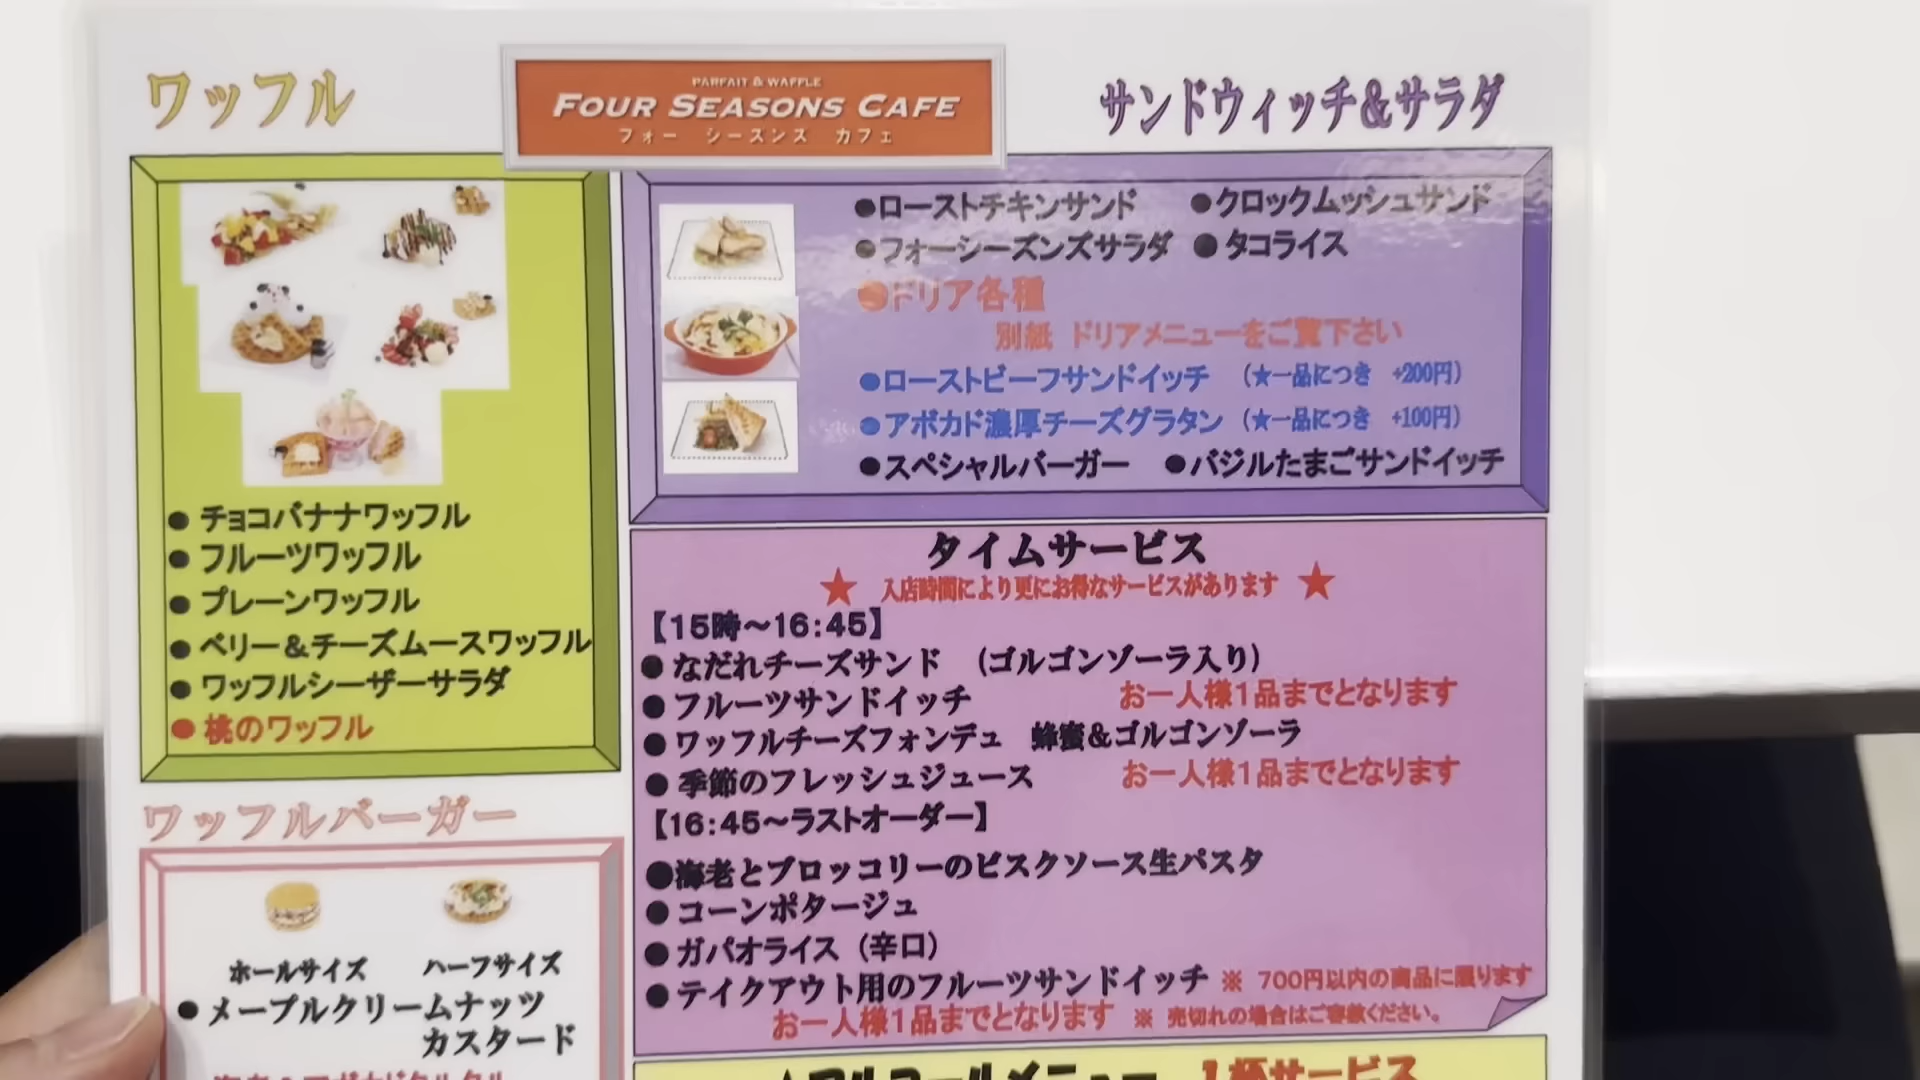 ワッフル
PARFAIT & WAFFLE
FOUR SEASONS CAFE
フォー シーズンズ カフェ
サンドウィッチ&サラダ
●ローストチキンサンド ●クロックムッシュサンド
●フォーシーズンズサラダ ●タコライス
●ドリア各種
別紙 ドリアメニューをご覧下さい
●ローストビーフサンドイッチ (★一品につき +200円)
●アボカド濃厚チーズグラタン (★一品につき +100円)
●スペシャルバーガー ●バジルたまごサンドイッチ
● チョコバナナワッフル
● フルーツワッフル
● プレーンワッフル
● ベリー&チーズムースワッフル
● ワッフルシーザーサラダ
● 桃のワッフル
タイムサービス
★ 入店時間により更にお得なサービスがあります ★
【15時〜16:45】
● なだれチーズサンド (ゴルゴンゾーラ入り)
● フルーツサンドイッチ お一人様1品までとなります
● ワッフルチーズフォンデュ 蜂蜜&ゴルゴンゾーラ
● 季節のフレッシュジュース お一人様1品までとなります
【16:45〜ラストオーダー】
●海老とブロッコリーのビスクソース生パスタ
● コーンポタージュ
● ガパオライス (辛口)
● テイクアウト用のフルーツサンドイッチ ※ 700円以内の商品に限ります
お一人様1品までとなります ※ 売切れの場合はご容赦ください。
ワッフルバーガー
ホールサイズ ハーフサイズ
● メープルクリームナッツ
カスタード